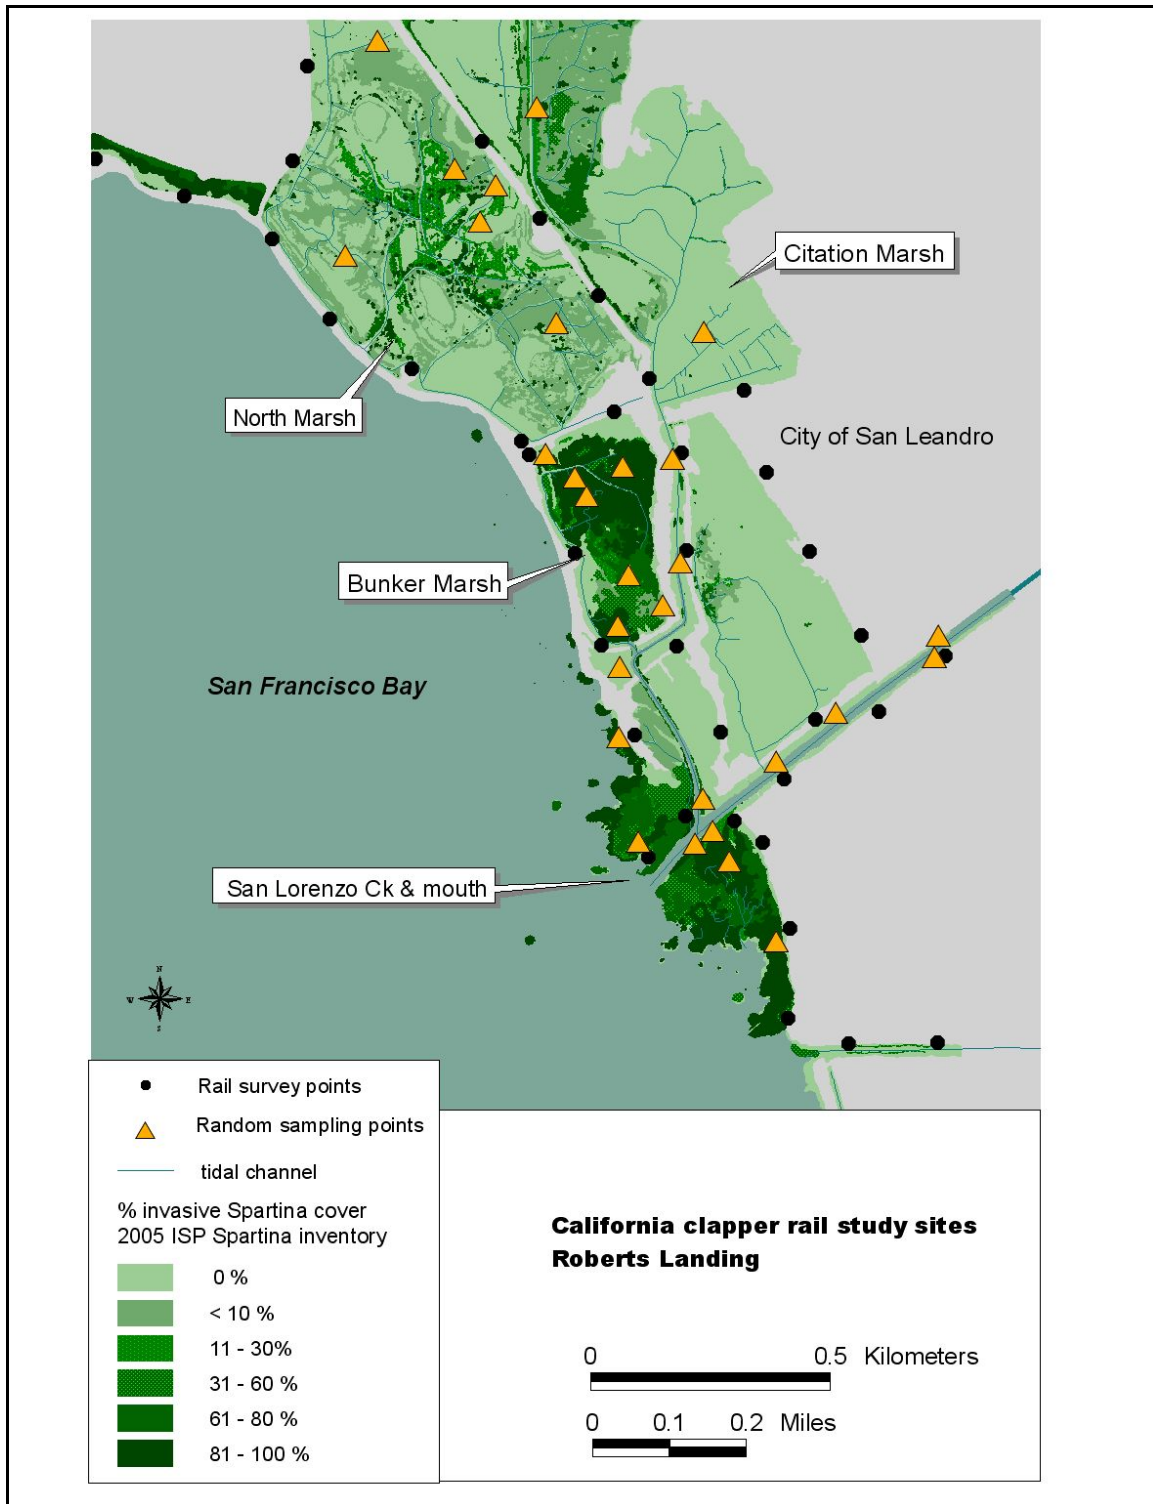 Citation Marsh
North Marsh
City of San Leandro
Bunker Marsh
San Francisco Bay
San Lorenzo Ck & mouth
N
W E
S
Rail survey points
Random sampling points
tidal channel
% invasive Spartina cover
2005 ISP Spartina inventory
0 %
< 10 %
11 - 30%
31 - 60 %
61 - 80 %
81 - 100 %
California clapper rail study sites
Roberts Landing
0 0.5 Kilometers
0 0.1 0.2 Miles